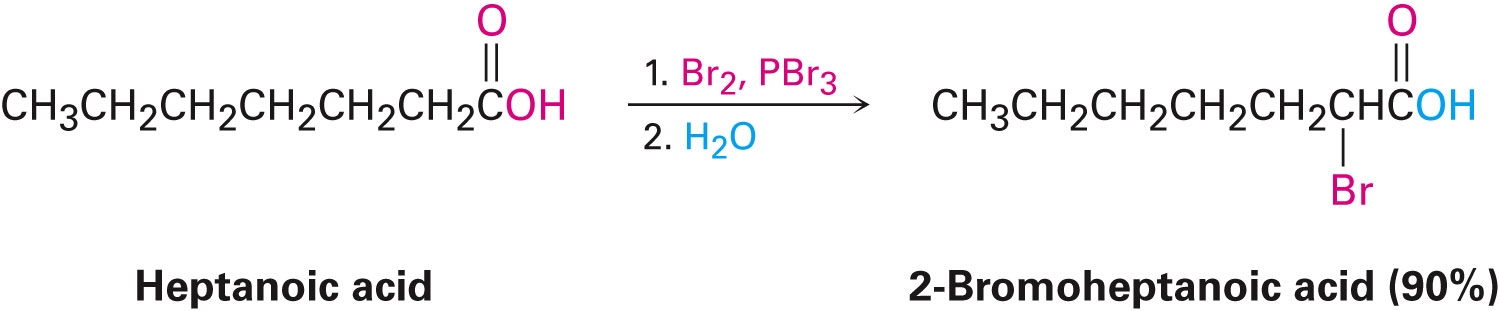 O O
CH₃CH₂CH₂CH₂CH₂CH₂COH 1. Br₂, PBr₃ 2. H₂O CH₃CH₂CH₂CH₂CH₂CHCOH
Br
Heptanoic acid 2-Bromoheptanoic acid (90%)